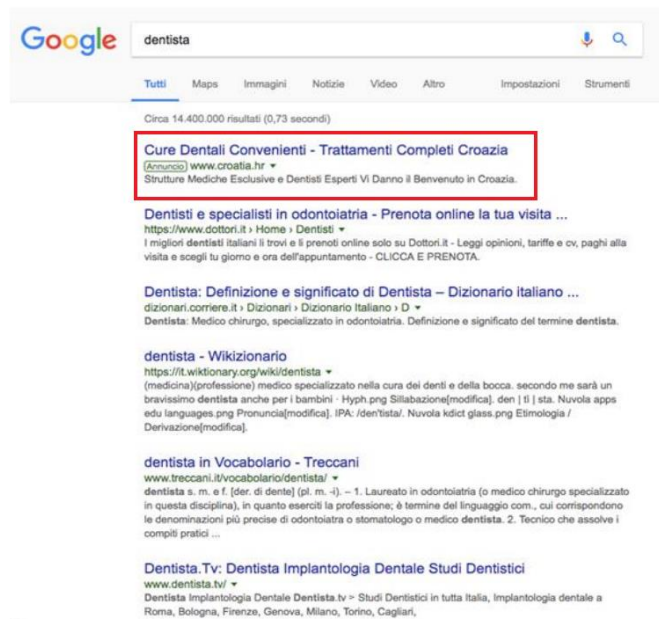 Google
dentista
Tutti Maps Immagini Notizie Video Altro Impostazioni Strumenti
Circa 14.400.000 risultati (0,73 secondi)
Cure Dentali Convenienti - Trattamenti Completi Croazia
Annuncio www.croatia.hr
Strutture Mediche Esclusive e Dentisti Esperti Vi Danno il Benvenuto in Croazia.
Dentisti e specialisti in odontoiatria - Prenota online la tua visita ...
https://www.dottori.it › Home › Dentisti
I migliori dentisti italiani li trovi e li prenoti online solo su Dottori.it - Leggi opinioni, tariffe e cv, paghi alla
visita e scegli tu giorno e ora dell'appuntamento - CLICCA E PRENOTA.
Dentista: Definizione e significato di Dentista – Dizionario italiano ...
dizionari.corriere.it › Dizionari › Dizionario Italiano › D
Dentista: Medico chirurgo, specializzato in odontoiatria. Definizione e significato del termine dentista.
dentista - Wikizionario
https://it.wiktionary.org/wiki/dentista
(medicina)(professione) medico specializzato nella cura dei denti e della bocca. secondo me sarà un
bravissimo dentista anche per i bambini · Hyph.png Sillabazione[modifica]. den | tì | sta. Nuvola apps
edu languages.png Pronuncia[modifica]. IPA: /den'tista/. Nuvola kdict glass.png Etimologia /
Derivazione[modifica].
dentista in Vocabolario - Treccani
www.treccani.it/vocabolario/dentista/
dentista s. m. e f. [der. di dente] (pl. m. -i). – 1. Laureato in odontoiatria (o medico chirurgo specializzato
in questa disciplina), in quanto eserciti la professione; è termine del linguaggio com., cui corrispondono
le denominazioni più precise di odontoiatra o stomatologo o medico dentista. 2. Tecnico che assolve i
compiti pratici ...
Dentista.Tv: Dentista Implantologia Dentale Studi Dentistici
www.dentista.tv/
Dentista Implantologia Dentale Dentista.tv > Studi Dentistici in tutta Italia, Implantologia dentale a
Roma, Bologna, Firenze, Genova, Milano, Torino, Cagliari,